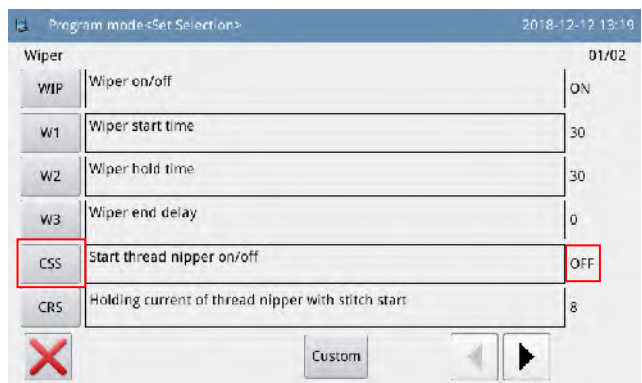 Program mode<Set Selection> 2018-12-12 13:19
Wiper 01/02
WIP Wiper on/off ON
W1 Wiper start time 30
W2 Wiper hold time 30
W3 Wiper end delay 0
CSS Start thread nipper on/off OFF
CRS Holding current of thread nipper with stitch start 8
Custom